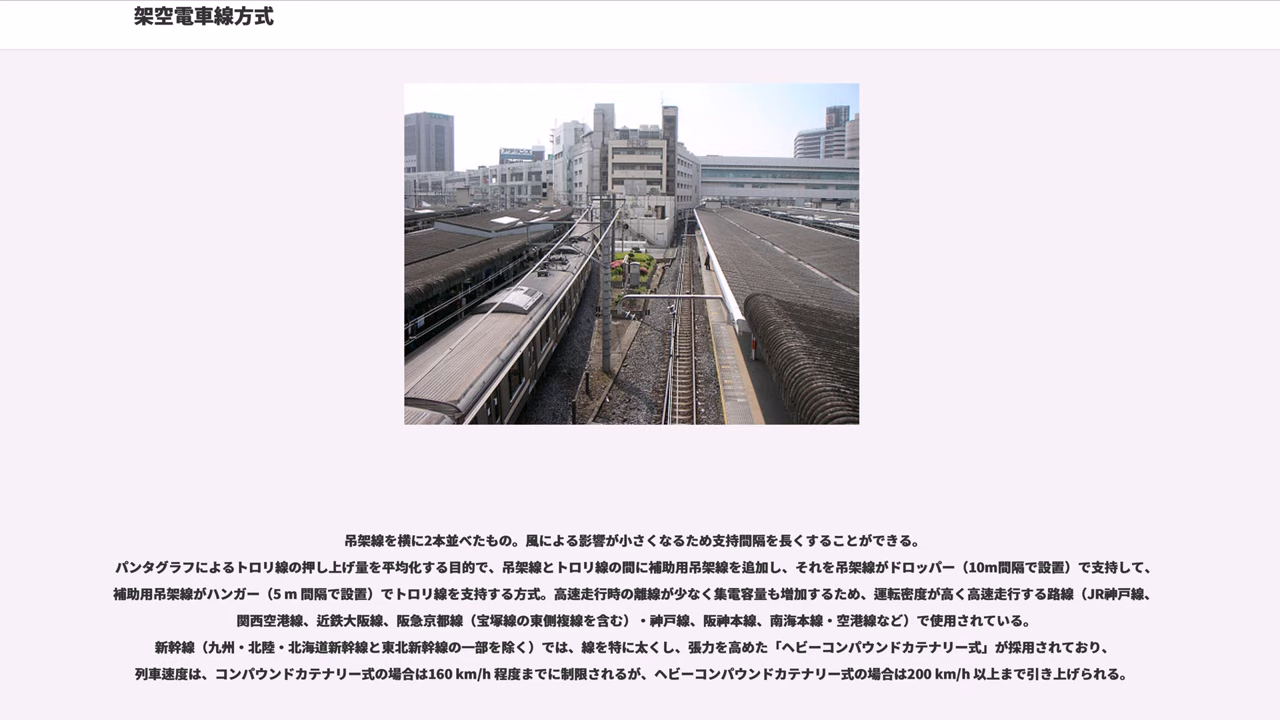 架空電車線方式
吊架線を横に2本並べたもの。風による影響が小さくなるため支持間隔を長くすることができる。
パンタグラフによるトロリ線の押し上げ量を平均化する目的で、吊架線とトロリ線の間に補助用吊架線を追加し、それを吊架線がドロッパー（10m間隔で設置）で支持して、
補助用吊架線がハンガー（5 m 間隔で設置）でトロリ線を支持する方式。高速走行時の離線が少なく集電容量も増加するため、運転密度が高く高速走行する路線（JR神戸線、
関西空港線、近鉄大阪線、阪急京都線（宝塚線の東側複線を含む）・神戸線、阪神本線、南海本線・空港線など）で使用されている。
新幹線（九州・北陸・北海道新幹線と東北新幹線の一部を除く）では、線を特に太くし、張力を高めた「ヘビーコンパウンドカテナリー式」が採用されており、
列車速度は、コンパウンドカテナリー式の場合は160 km/h 程度までに制限されるが、ヘビーコンパウンドカテナリー式の場合は200 km/h 以上まで引き上げられる。